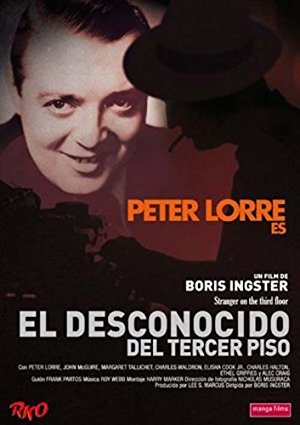 PETER LORRE
ES
UN FILM DE
BORIS INGSTER
Stranger on the third floor
EL DESCONOCIDO
DEL TERCER PISO
Con PETER LORRE, JOHN McGUIRE, MARGARET TALLICHET, CHARLES WALDRON, ELISHA COOK JR., CHARLES HALTON,
ETHEL GRIFFIES y ALEC CRAIG
Guión FRANK PARTOS Música ROY WEBB Montaje HARRY MARKER Dirección de fotografía NICHOLAS MUSURACA
Producida por LEE S. MARCUS Dirigida por BORIS INGSTER
RKO
manga films